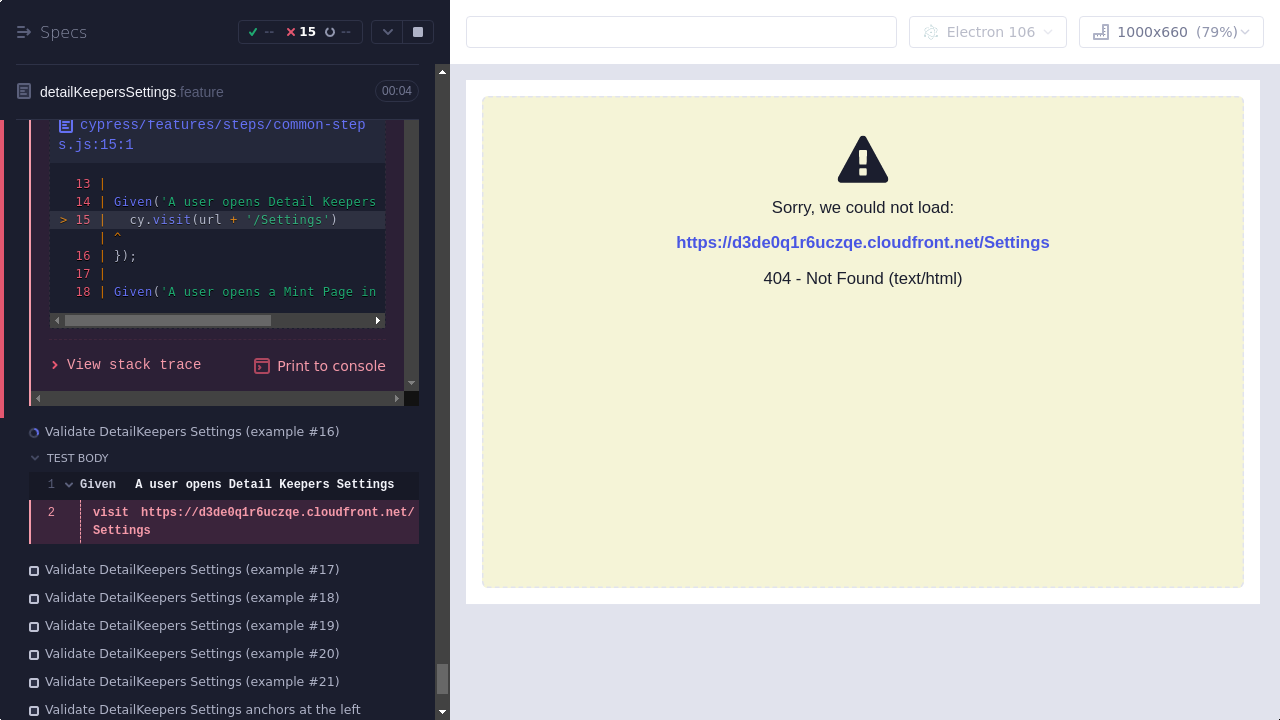 Specs
-- 15 --
detailKeepersSettings.feature 00:04
cypress/features/steps/common-step
s.js:15:1
13 |
14 | Given('A user opens Detail Keepers
> 15 | cy.visit(url + '/Settings')
| ^
16 | });
17 |
18 | Given('A user opens a Mint Page in
View stack trace
Print to console
Validate DetailKeepers Settings (example #16)
TEST BODY
1 Given A user opens Detail Keepers Settings
2 visit https://d3de0q1r6uczqe.cloudfront.net/
Settings
Validate DetailKeepers Settings (example #17)
Validate DetailKeepers Settings (example #18)
Validate DetailKeepers Settings (example #19)
Validate DetailKeepers Settings (example #20)
Validate DetailKeepers Settings (example #21)
Validate DetailKeepers Settings anchors at the left
Electron 106
1000x660 (79%)
Sorry, we could not load:
https://d3de0q1r6uczqe.cloudfront.net/Settings
404 - Not Found (text/html)